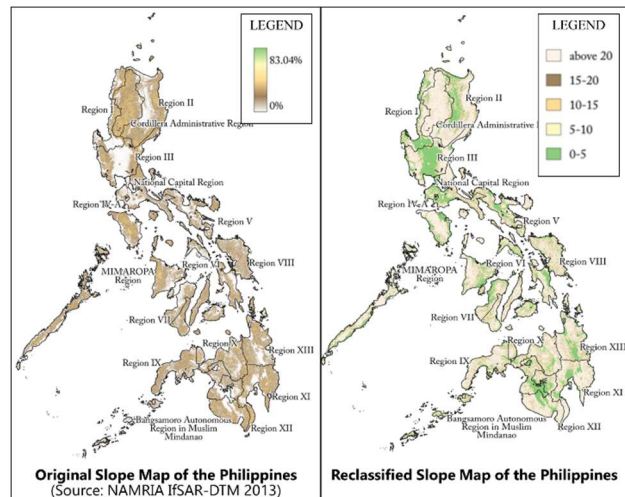 LEGEND
83.04%
0%
Region I
Region II
Cordillera Administrative Region
Region III
National Capital Region
Region IV-A
Region V
MIMAROPA
Region
Region VI
Region VIII
Region VII
Region X
Region XIII
Region IX
Region XI
Bangsamoro Autonomous
Region in Muslim
Mindanao
Region XII
Original Slope Map of the Philippines
(Source: NAMRIA IfSAR-DTM 2013)
LEGEND
above 20
15-20
10-15
5-10
0-5
Region I
Region II
Cordillera Administrative
Region III
National Capital Region
Region IV-A
Region V
MIMAROPA
Region
Region VI
Region VIII
Region VII
Region X
Region XIII
Region IX
Region XI
Bangsamoro Autonomous
Region in Muslim
Mindanao
Region XII
Reclassified Slope Map of the Philippines